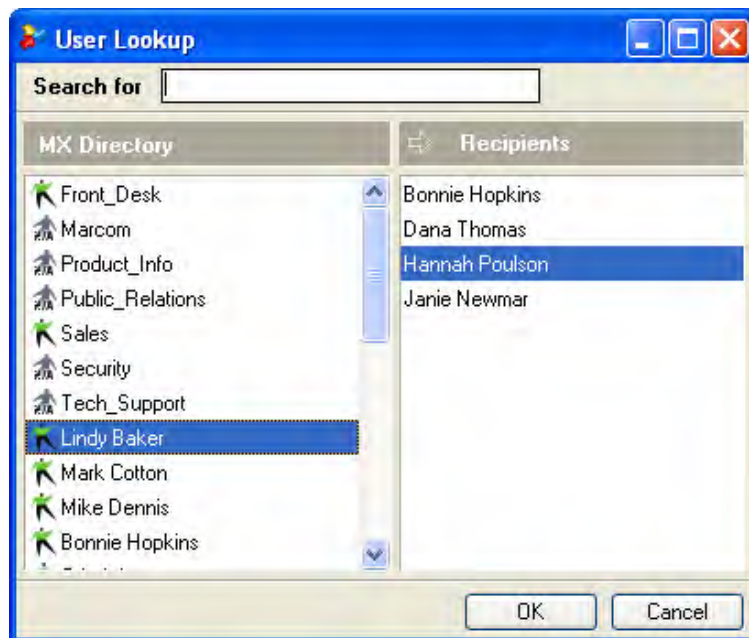 User Lookup
Search for
MX Directory
Recipients
Front_Desk
Marcom
Product_Info
Public_Relations
Sales
Security
Tech_Support
Lindy Baker
Mark Cotton
Mike Dennis
Bonnie Hopkins
Bonnie Hopkins
Dana Thomas
Hannah Poulson
Janie Newmar
OK
Cancel